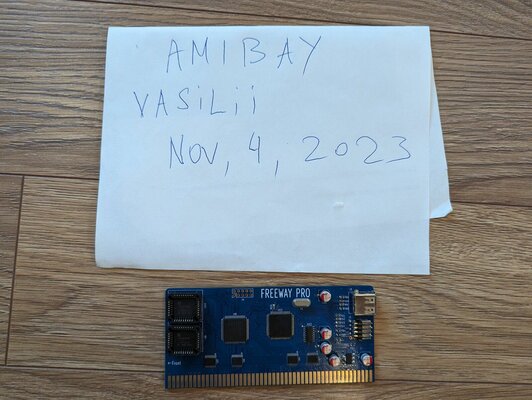 AMIBAY
VASiLii
NOV, 4, 2023
FREEWAY PRO